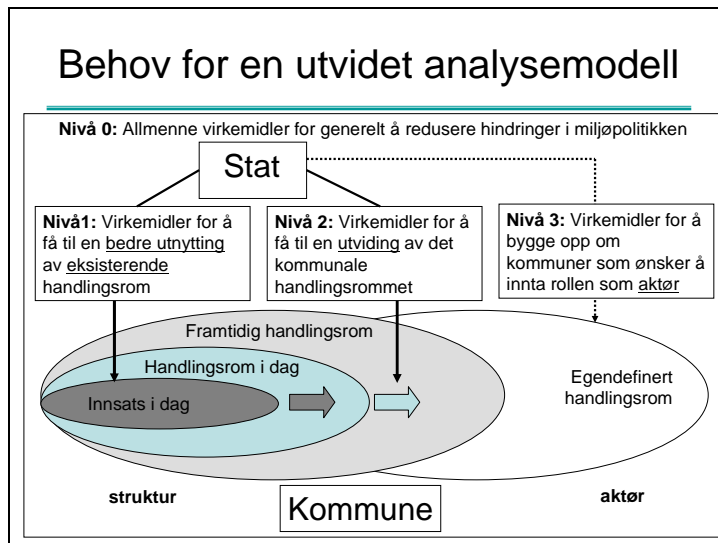 Behov for en utvidet analysemodell
Nivå 0: Allmenne virkemidler for generelt å redusere hindringer i miljøpolitikken
Stat
Nivå1: Virkemidler for å
få til en bedre utnytting
av eksisterende
handlingsrom
Nivå 2: Virkemidler for å
få til en utviding av det
kommunale
handlingsrommet
Nivå 3: Virkemidler for å
bygge opp om
kommuner som ønsker å
innta rollen som aktør
Framtidig handlingsrom
Handlingsrom i dag
Innsats i dag
Egendefinert
handlingsrom
struktur
Kommune
aktør